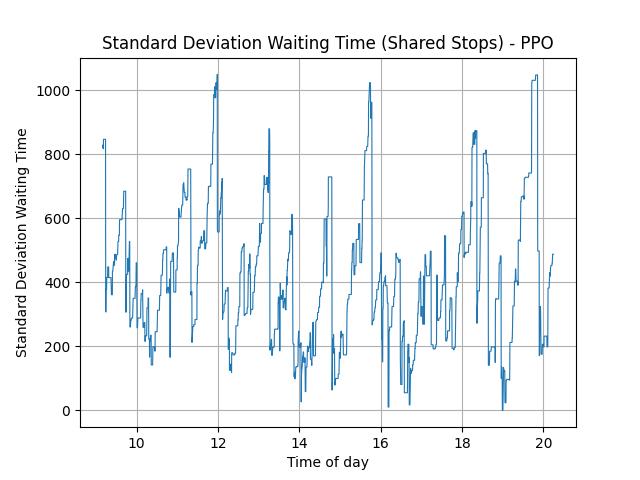 Standard Deviation Waiting Time (Shared Stops) - PPO
Standard Deviation Waiting Time
1000
800
600
400
200
0
10 12 14 16 18 20
Time of day